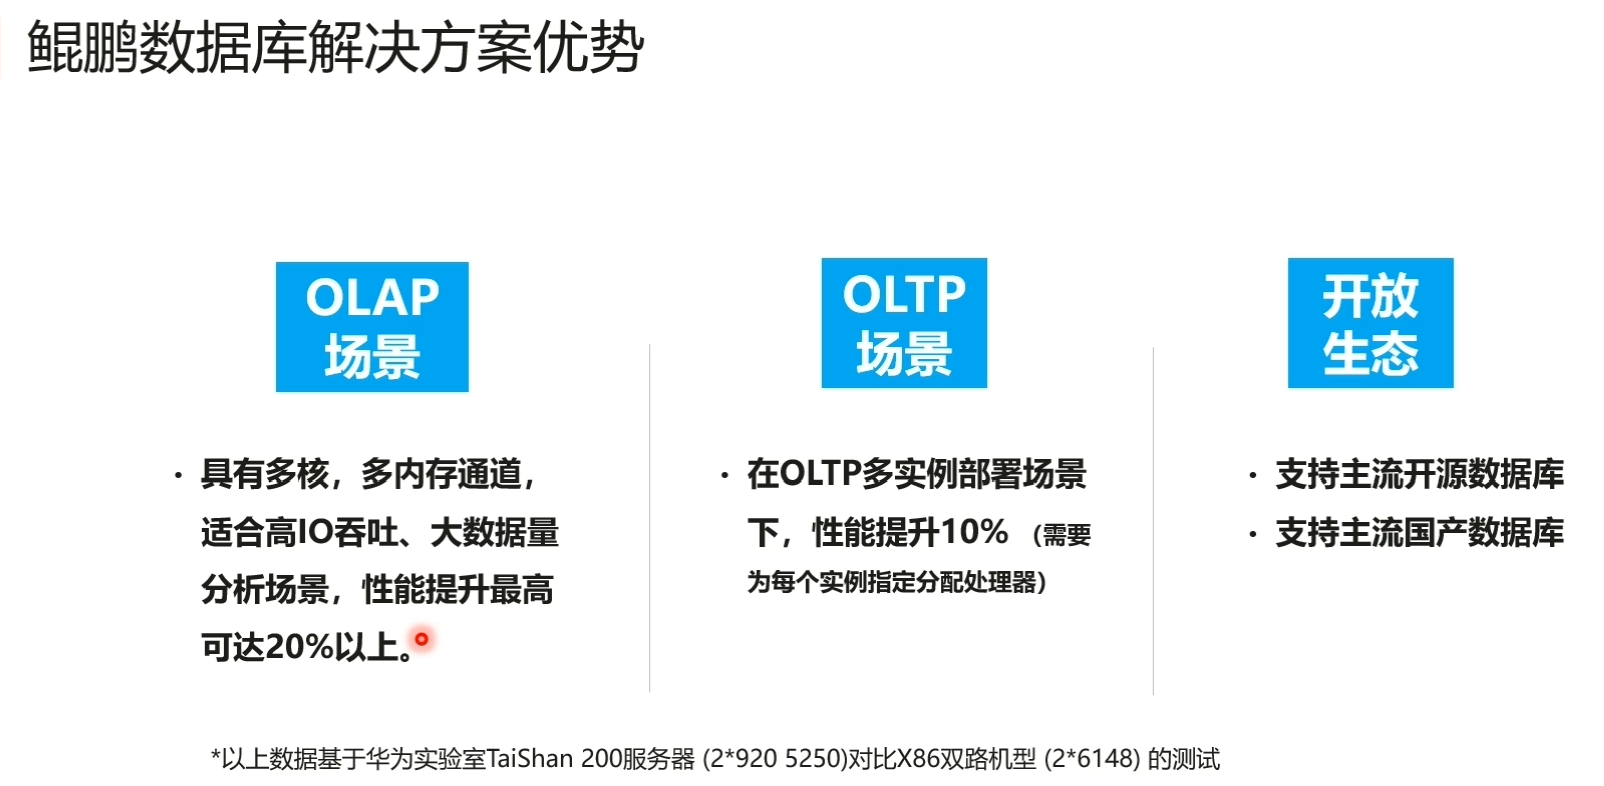 鲲鹏数据库解决方案优势
OLAP
场景
· 具有多核，多内存通道，
适合高IO吞吐、大数据量
分析场景，性能提升最高
可达20%以上。
OLTP
场景
· 在OLTP多实例部署场景
下，性能提升10% （需要
为每个实例指定分配处理器）
开放
生态
· 支持主流开源数据库
· 支持主流国产数据库
*以上数据基于华为实验室TaiShan 200服务器 (2*920 5250)对比X86双路机型 (2*6148) 的测试